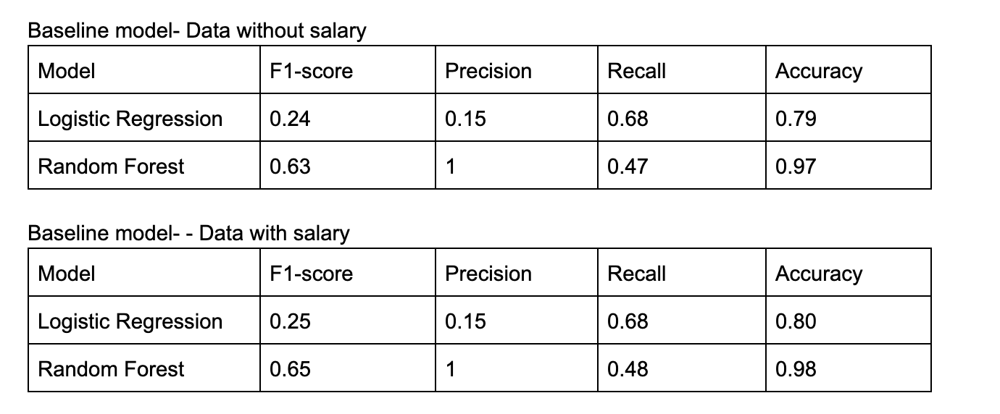 Baseline model- Data without salary
Model F1-score Precision Recall Accuracy
Logistic Regression 0.24 0.15 0.68 0.79
Random Forest 0.63 1 0.47 0.97
Baseline model- - Data with salary
Model F1-score Precision Recall Accuracy
Logistic Regression 0.25 0.15 0.68 0.80
Random Forest 0.65 1 0.48 0.98